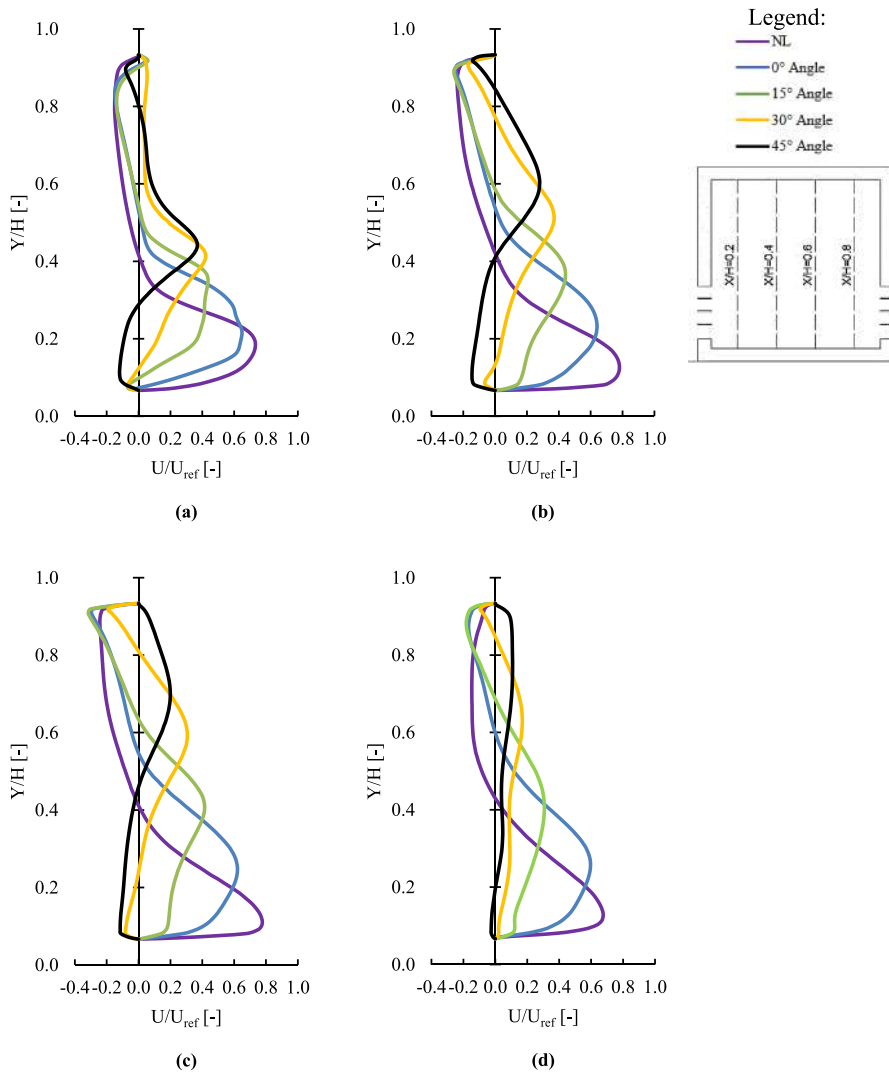 Legend:
NL
0° Angle
15° Angle
30° Angle
45° Angle
X/H=0.2
X/H=0.4
X/H=0.6
X/H=0.8
1.0
0.8
0.6
0.4
0.2
0.0
Y/H [-]
-0.4 -0.2 0.0 0.2 0.4 0.6 0.8 1.0
U/Uref [-]
(a)
1.0
0.8
0.6
0.4
0.2
0.0
Y/H [-]
-0.4 -0.2 0.0 0.2 0.4 0.6 0.8 1.0
U/Uref [-]
(b)
1.0
0.8
0.6
0.4
0.2
0.0
Y/H [-]
-0.4 -0.2 0.0 0.2 0.4 0.6 0.8 1.0
U/Uref [-]
(c)
1.0
0.8
0.6
0.4
0.2
0.0
Y/H [-]
-0.4 -0.2 0.0 0.2 0.4 0.6 0.8 1.0
U/Uref [-]
(d)